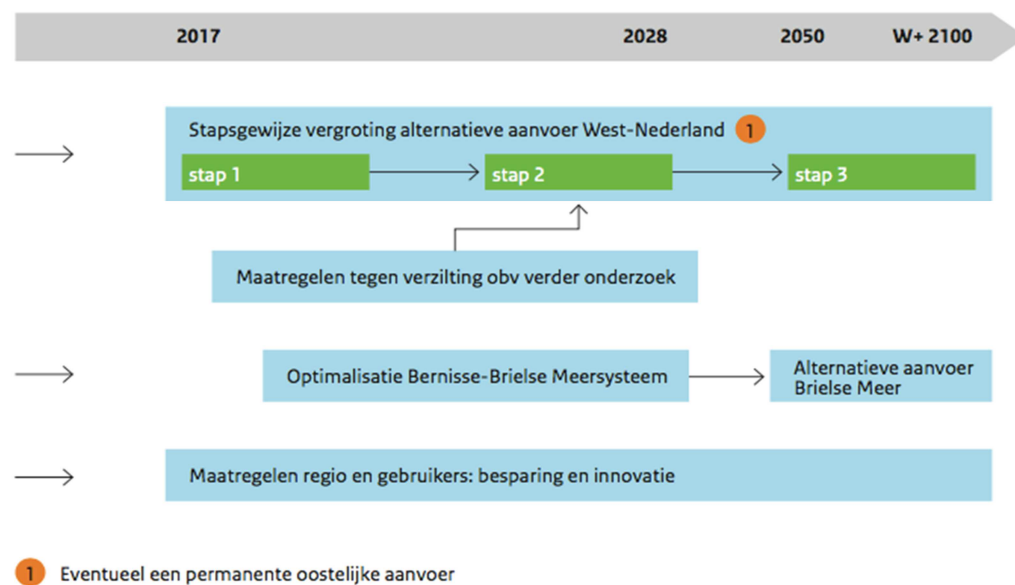 2017 2028 2050 W+ 2100
Stapsgewijze vergroting alternatieve aanvoer West-Nederland 1
stap 1 stap 2 stap 3
Maatregelen tegen verzilting obv verder onderzoek
Optimalisatie Bernisse-Brielse Meersysteem
Alternatieve aanvoer
Brielse Meer
Maatregelen regio en gebruikers: besparing en innovatie
1 Eventueel een permanente oostelijke aanvoer